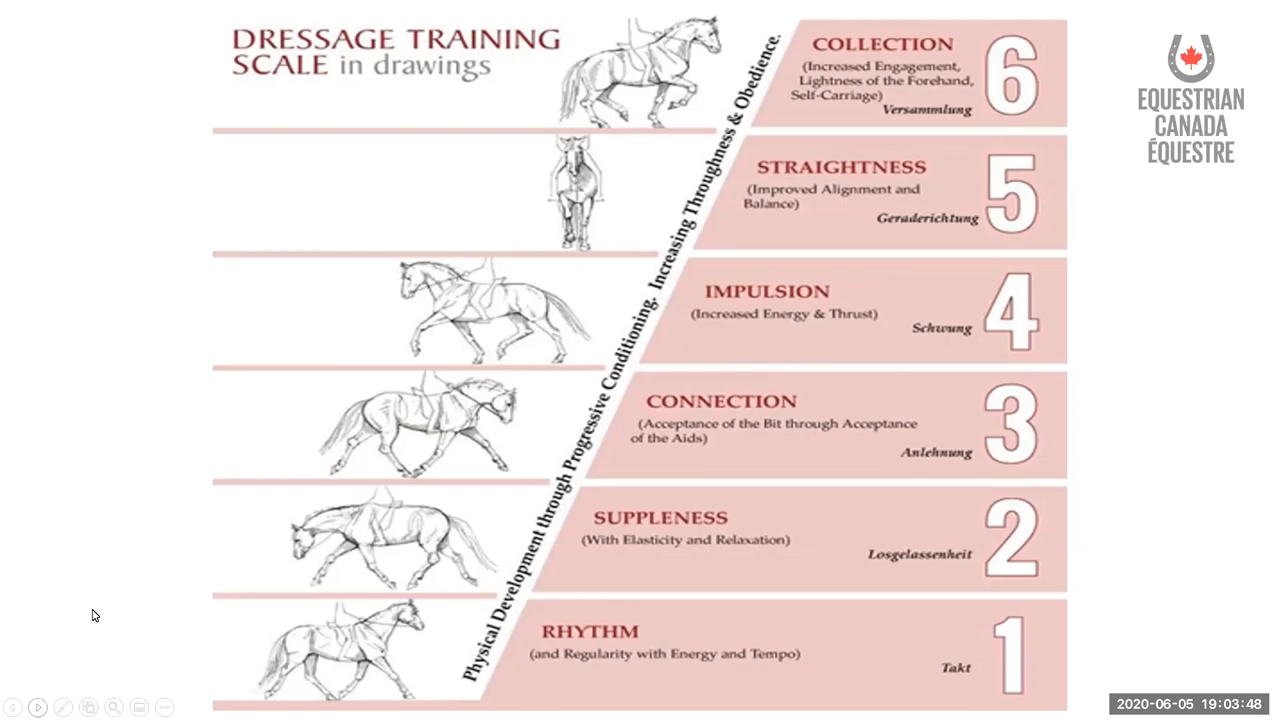 DRESSAGE TRAINING
SCALE in drawings
COLLECTION
(Increased Engagement,
Lightness of the Forehand,
Self-Carriage)
Versammlung
6
STRAIGHTNESS
(Improved Alignment and
Balance)
Geraderichtung
5
IMPULSION
(Increased Energy & Thrust)
Schwung
4
CONNECTION
(Acceptance of the Bit through Acceptance
of the Aids)
Anlehnung
3
SUPPLENESS
(With Elasticity and Relaxation)
Losgelassenheit
2
RHYTHM
(and Regularity with Energy and Tempo)
Takt
1
Physical Development through Progressive Conditioning. Increasing Throughness & Obedience.
EQUESTRIAN
CANADA
ÉQUESTRE
2020-06-05 19:03:48